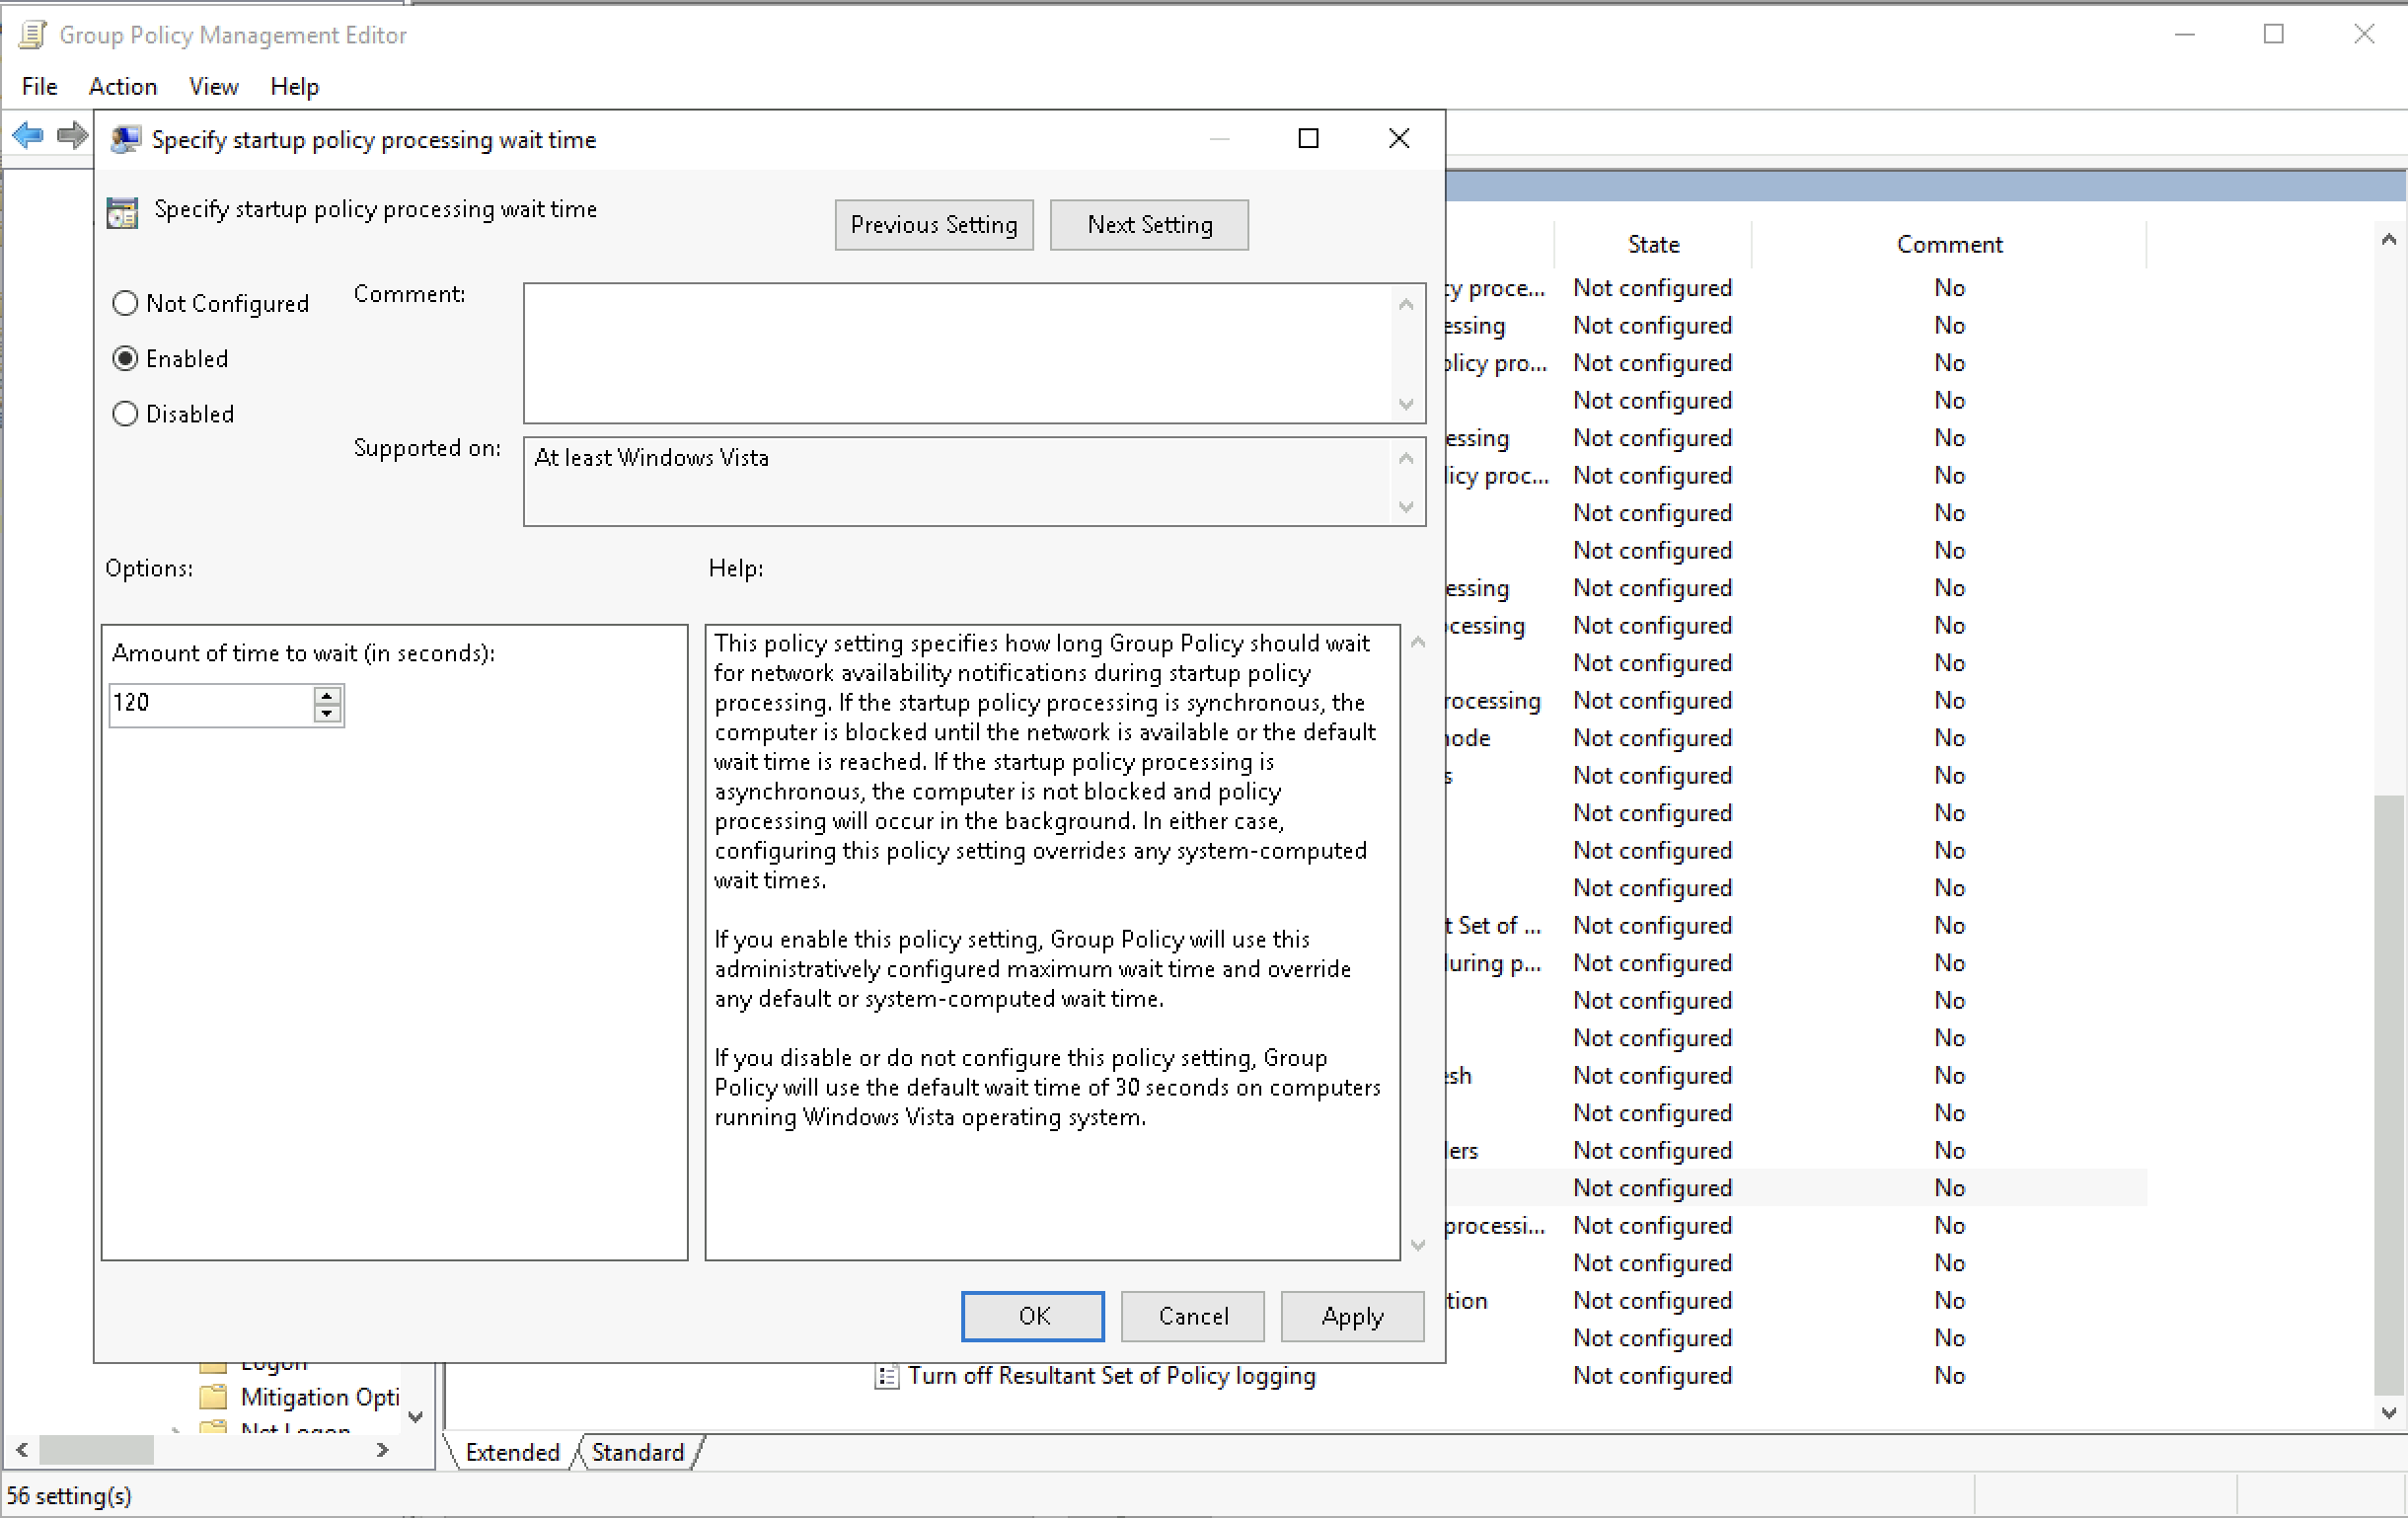 Group Policy Management Editor
File Action View Help
Specify startup policy processing wait time
Specify startup policy processing wait time
Previous Setting Next Setting
Not Configured
Enabled
Disabled
Comment:
Supported on:
At least Windows Vista
Options:
Help:
Amount of time to wait (in seconds):
120
This policy setting specifies how long Group Policy should wait
for network availability notifications during startup policy
processing. If the startup policy processing is synchronous, the
computer is blocked until the network is available or the default
wait time is reached. If the startup policy processing is
asynchronous, the computer is not blocked and policy
processing will occur in the background. In either case,
configuring this policy setting overrides any system-computed
wait times.
If you enable this policy setting, Group Policy will use this
administratively configured maximum wait time and override
any default or system-computed wait time.
If you disable or do not configure this policy setting, Group
Policy will use the default wait time of 30 seconds on computers
running Windows Vista operating system.
OK Cancel Apply
State Comment
cy proce... Not configured No
essing Not configured No
olicy pro... Not configured No
Not configured No
essing Not configured No
licy proc... Not configured No
Not configured No
Not configured No
essing Not configured No
ocessing Not configured No
Not configured No
rocessing Not configured No
node Not configured No
s Not configured No
Not configured No
Not configured No
Not configured No
t Set of ... Not configured No
during p... Not configured No
Not configured No
Not configured No
esh Not configured No
Not configured No
ders Not configured No
Not configured No
processi... Not configured No
Not configured No
tion Not configured No
Not configured No
Turn off Resultant Set of Policy logging Not configured No
Logon
Mitigation Opti
Net Logon
Extended Standard
56 setting(s)